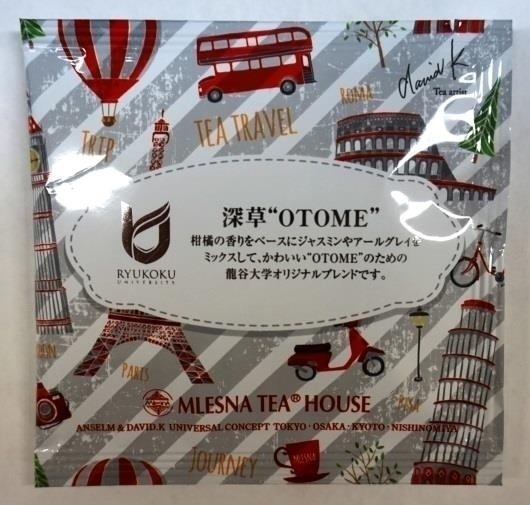 david K
Tea artist
ROMA
TRIP
TEA TRAVEL
深草“OTOME”
柑橘の香りをベースにジャスミンやアールグレイを
ミックスして、かわいい“OTOME”のための
龍谷大学オリジナルブレンドです。
RYUKOKU
UNIVERSITY
PARIS
PISA
MLESNA TEA® HOUSE
ANSELM & DAVID.K UNIVERSAL CONCEPT TOKYO・OSAKA・KYOTO・NISHINOMIYA
JOURNEY
MLESNA